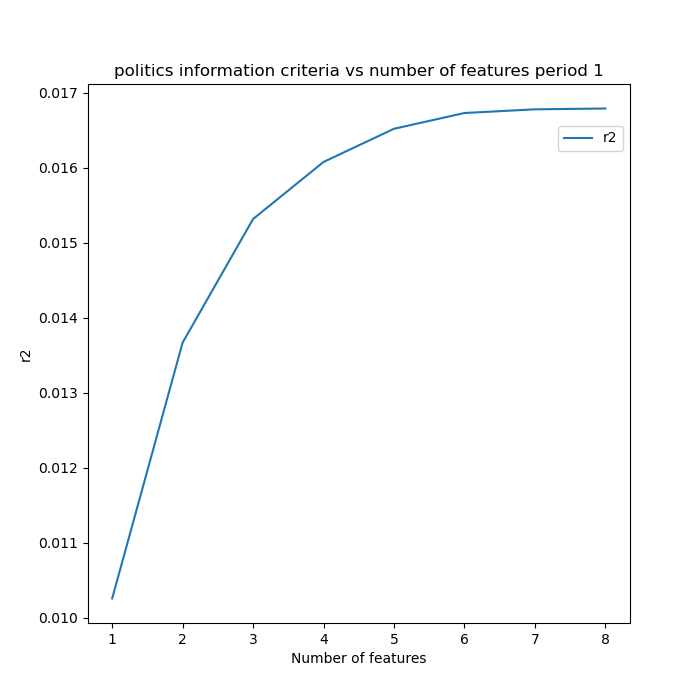 politics information criteria vs number of features period 1
0.017
0.016
0.015
0.014
0.013
0.012
0.011
0.010
r2
r2
1 2 3 4 5 6 7 8
Number of features